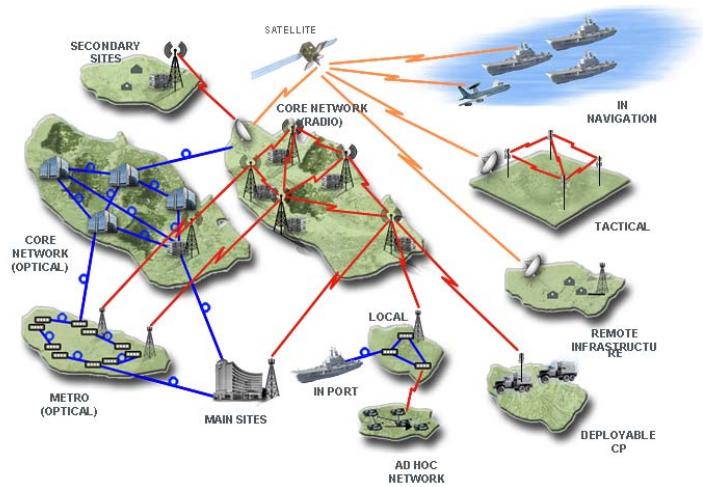 SATELLITE
SECONDARY
SITES
CORE NETWORK
(RADIO)
IN
NAVIGATION
TACTICAL
CORE
NETWORK
(OPTICAL)
LOCAL
REMOTE
INFRASTRUCTU
RE
METRO
(OPTICAL)
MAIN SITES
IN PORT
DEPLOYABLE
CP
AD HOC
NETWORK